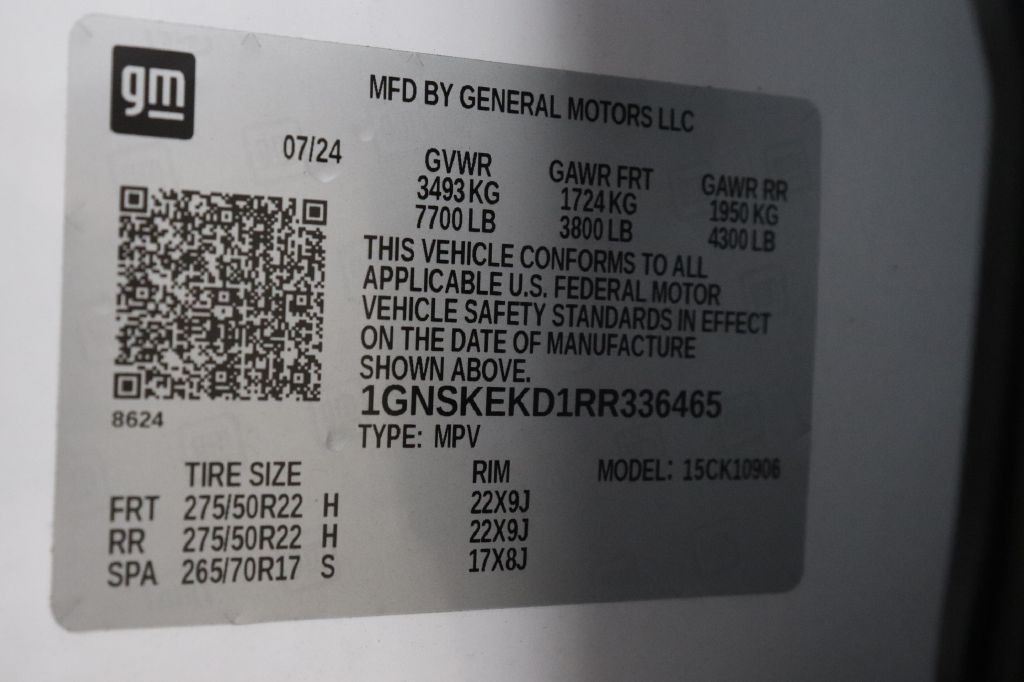 gm
MFD BY GENERAL MOTORS LLC
07/24
GVWR GAWR FRT GAWR RR
3493 KG 1724 KG 1950 KG
7700 LB 3800 LB 4300 LB
THIS VEHICLE CONFORMS TO ALL
APPLICABLE U.S. FEDERAL MOTOR
VEHICLE SAFETY STANDARDS IN EFFECT
ON THE DATE OF MANUFACTURE
SHOWN ABOVE.
1GNSKEKD1RR336465
8624
TYPE: MPV
TIRE SIZE RIM MODEL: 15CK10906
FRT 275/50R22 H 22X9J
RR 275/50R22 H 22X9J
SPA 265/70R17 S 17X8J